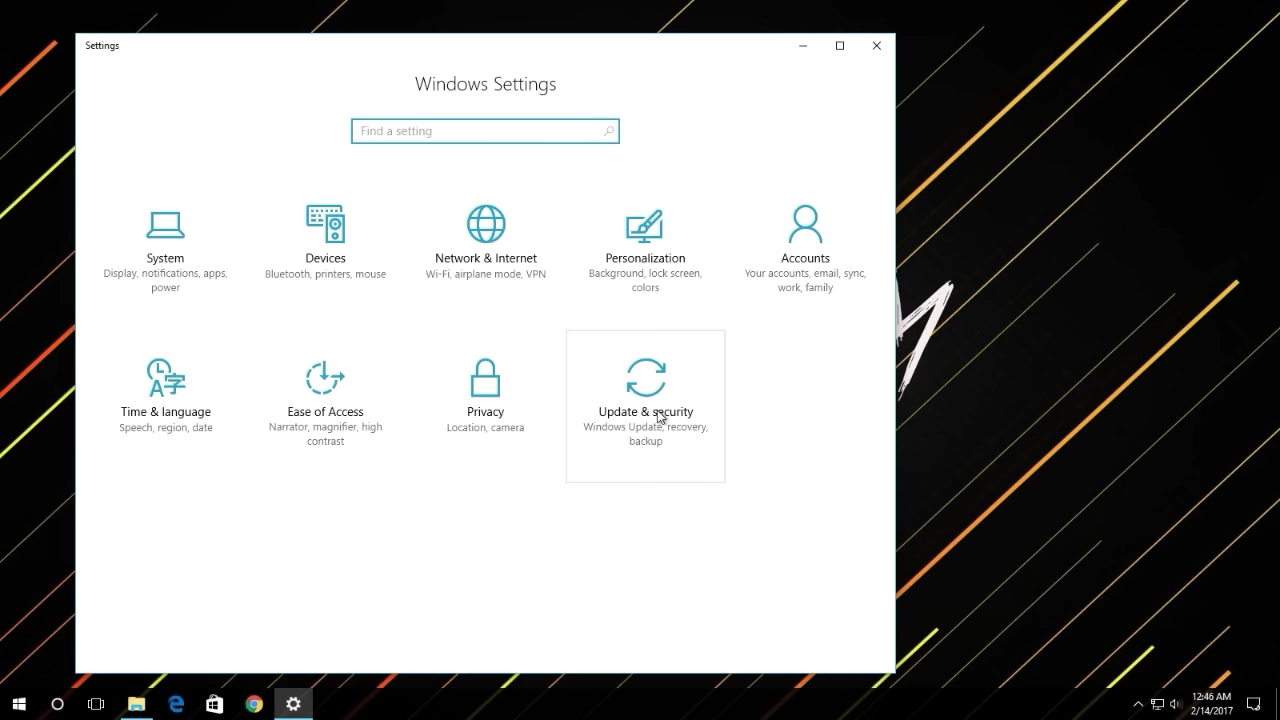 Settings
Windows Settings
Find a setting
System
Display, notifications, apps,
power
Devices
Bluetooth, printers, mouse
Network & Internet
Wi-Fi, airplane mode, VPN
Personalization
Background, lock screen,
colors
Accounts
Your accounts, email, sync,
work, family
Time & language
Speech, region, date
Ease of Access
Narrator, magnifier, high
contrast
Privacy
Location, camera
Update & security
Windows Update, recovery,
backup
12:46 AM
2/14/2017